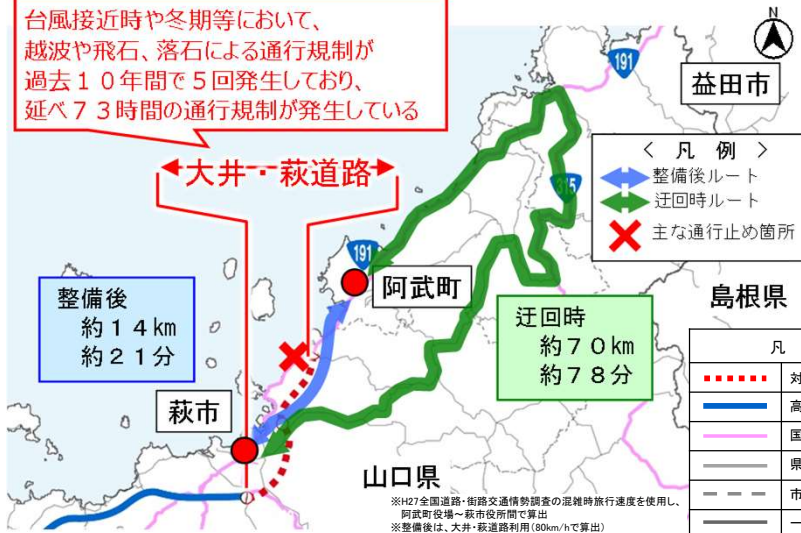 台風接近時や冬期等において、
越波や飛石、落石による通行規制が
過去１０年間で５回発生しており、
延べ７３時間の通行規制が発生している
N
191
益田市
大井・萩道路
＜ 凡 例 ＞
整備後ルート
迂回時ルート
主な通行止め箇所
315
191
阿武町
島根県
整備後
約１４km
約２１分
迂回時
約７０km
約７８分
萩市
山口県
凡
対
高
国
県
市
一
※H27全国道路・街路交通情勢調査の混雑時旅行速度を使用し、
阿武町役場～萩市役所間で算出
※整備後は、大井・萩道路利用(80km/hで算出)